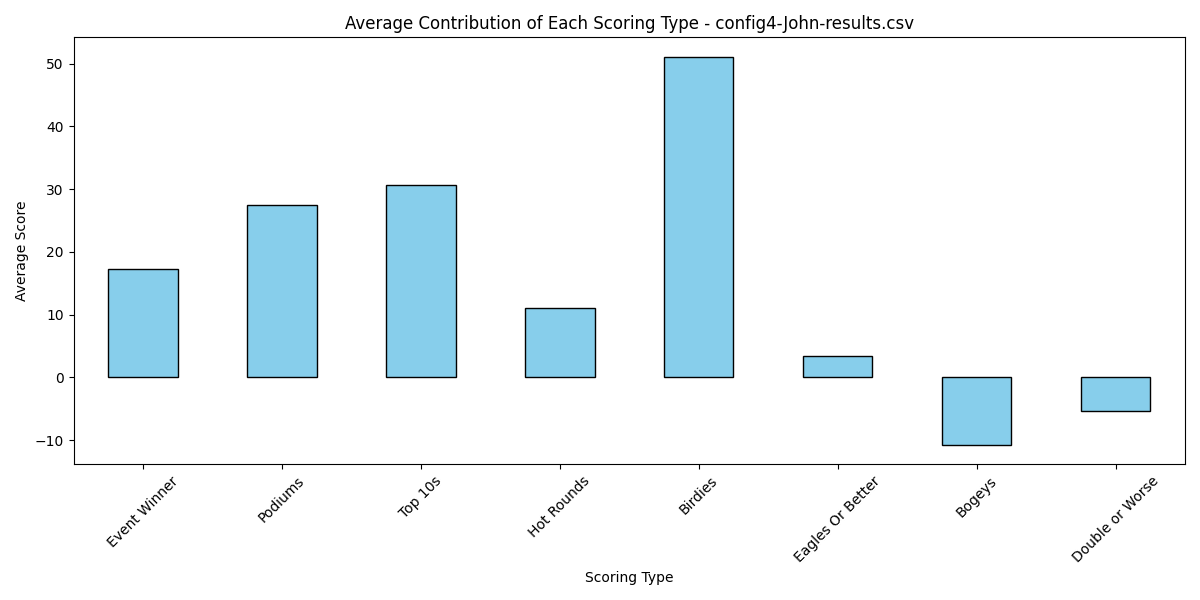 Average Contribution of Each Scoring Type - config4-John-results.csv
Average Score
50
40
30
20
10
0
−10
Event Winner
Podiums
Top 10s
Hot Rounds
Birdies
Eagles Or Better
Bogeys
Double or Worse
Scoring Type